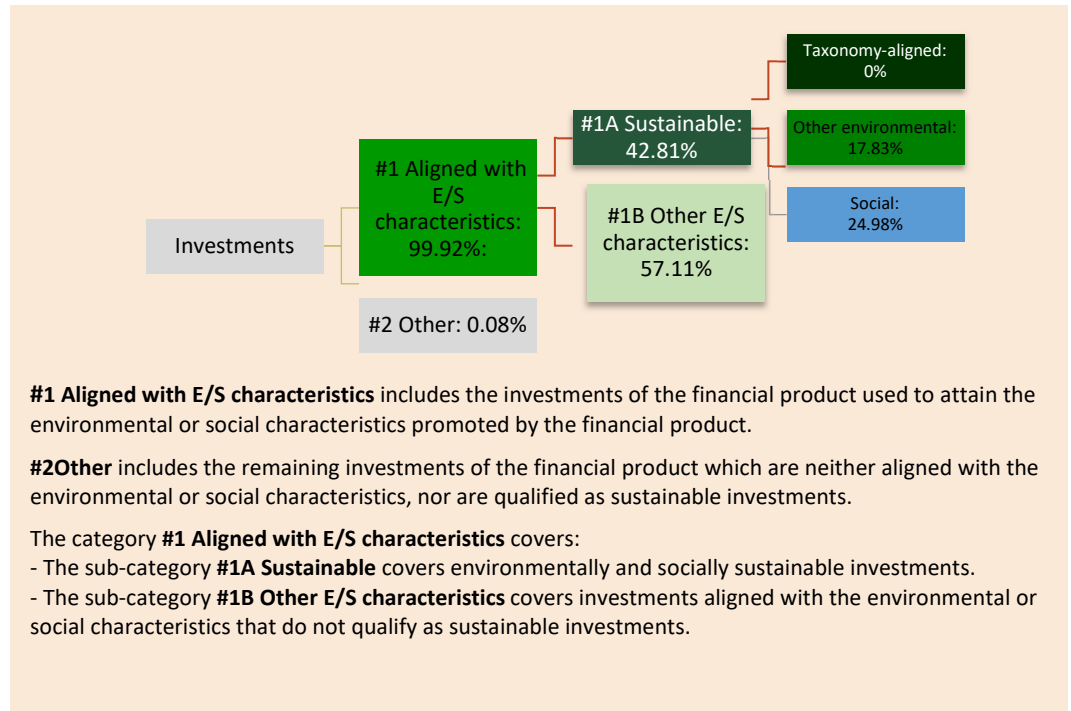 Taxonomy-aligned:
0%
#1A Sustainable:
42.81%
Other environmental:
17.83%
#1 Aligned with
E/S
characteristics:
99.92%:
#1B Other E/S
characteristics:
57.11%
Social:
24.98%
Investments
#2 Other: 0.08%
#1 Aligned with E/S characteristics includes the investments of the financial product used to attain the
environmental or social characteristics promoted by the financial product.
#2Other includes the remaining investments of the financial product which are neither aligned with the
environmental or social characteristics, nor are qualified as sustainable investments.
The category #1 Aligned with E/S characteristics covers:
- The sub-category #1A Sustainable covers environmentally and socially sustainable investments.
- The sub-category #1B Other E/S characteristics covers investments aligned with the environmental or
social characteristics that do not qualify as sustainable investments.